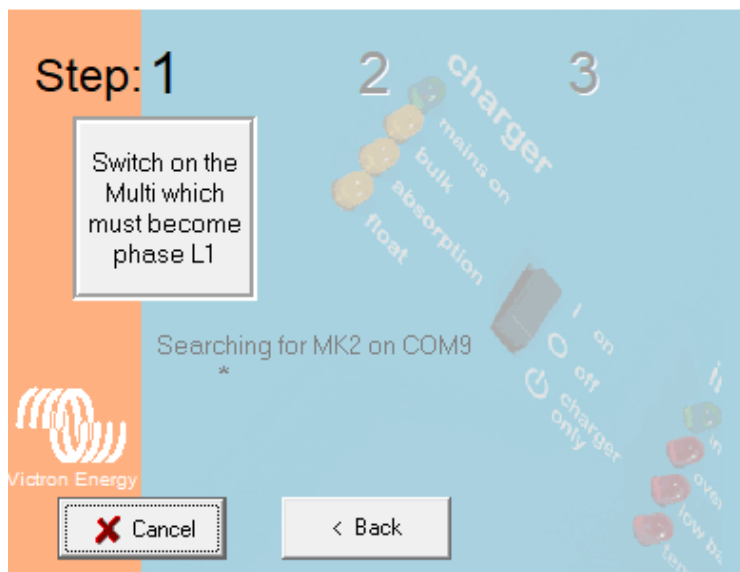 Step: 1 2 3
Switch on the
Multi which
must become
phase L1
charger
mains on
bulk
absorption
float
Searching for MK2 on COM9
*
I on
O off
charger
only
Victron Energy
Cancel
< Back